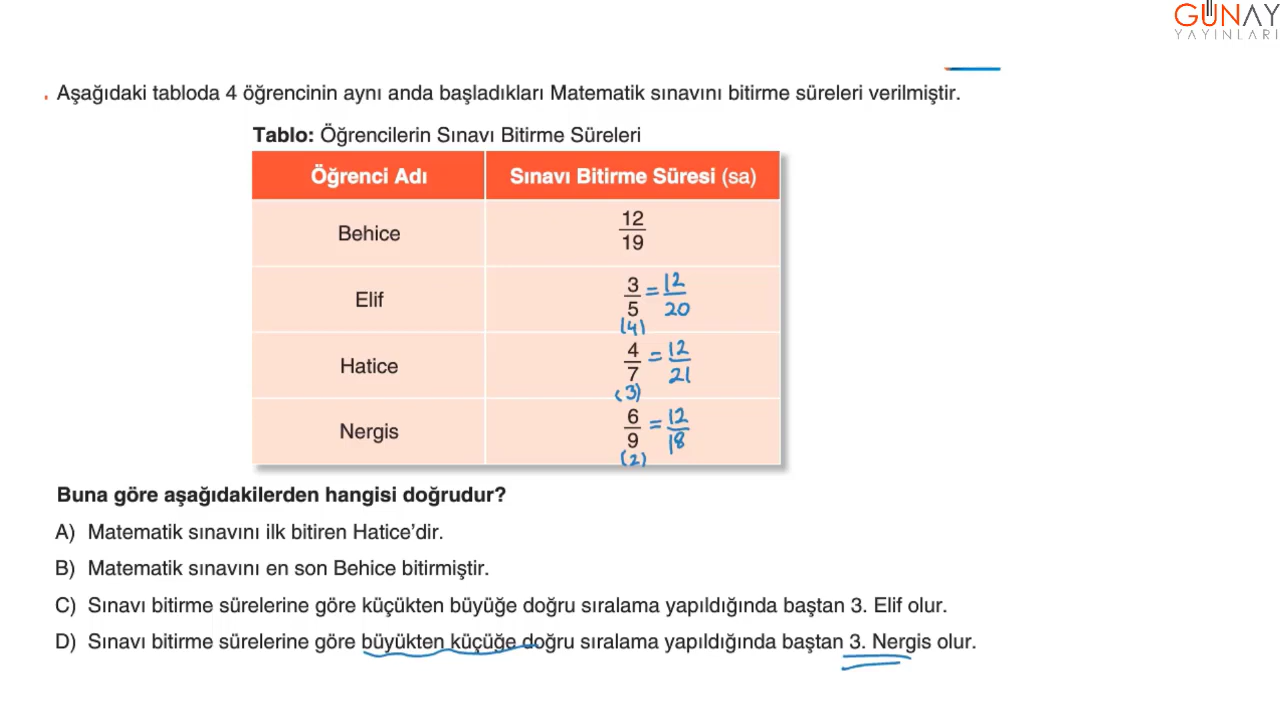 GÜNAY
YAYINLARI
Aşağıdaki tabloda 4 öğrencinin aynı anda başladıkları Matematik sınavını bitirme süreleri verilmiştir.
Tablo: Öğrencilerin Sınavı Bitirme Süreleri
Öğrenci Adı Sınavı Bitirme Süresi (sa)
Behice 12/19
Elif 3/5 = 12/20
(4)
Hatice 4/7 = 12/21
(3)
Nergis 6/9 = 12/18
(2)
Buna göre aşağıdakilerden hangisi doğrudur?
A) Matematik sınavını ilk bitiren Hatice’dir.
B) Matematik sınavını en son Behice bitirmiştir.
C) Sınavı bitirme sürelerine göre küçükten büyüğe doğru sıralama yapıldığında baştan 3. Elif olur.
D) Sınavı bitirme sürelerine göre büyükten küçüğe doğru sıralama yapıldığında baştan 3. Nergis olur.